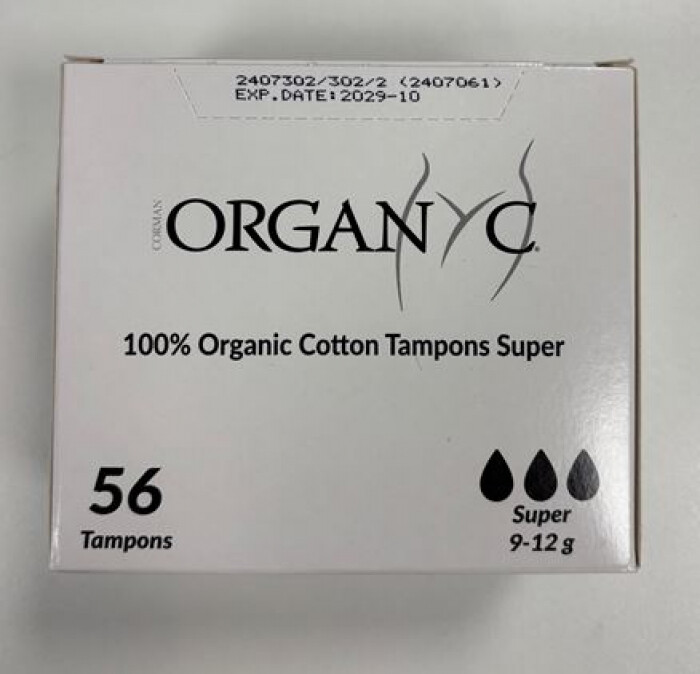 2407302/302/2 (2407061)
EXP.DATE:2029-10
CORMAN
ORGANYC
100% Organic Cotton Tampons Super
56
Tampons
Super
9-12 g